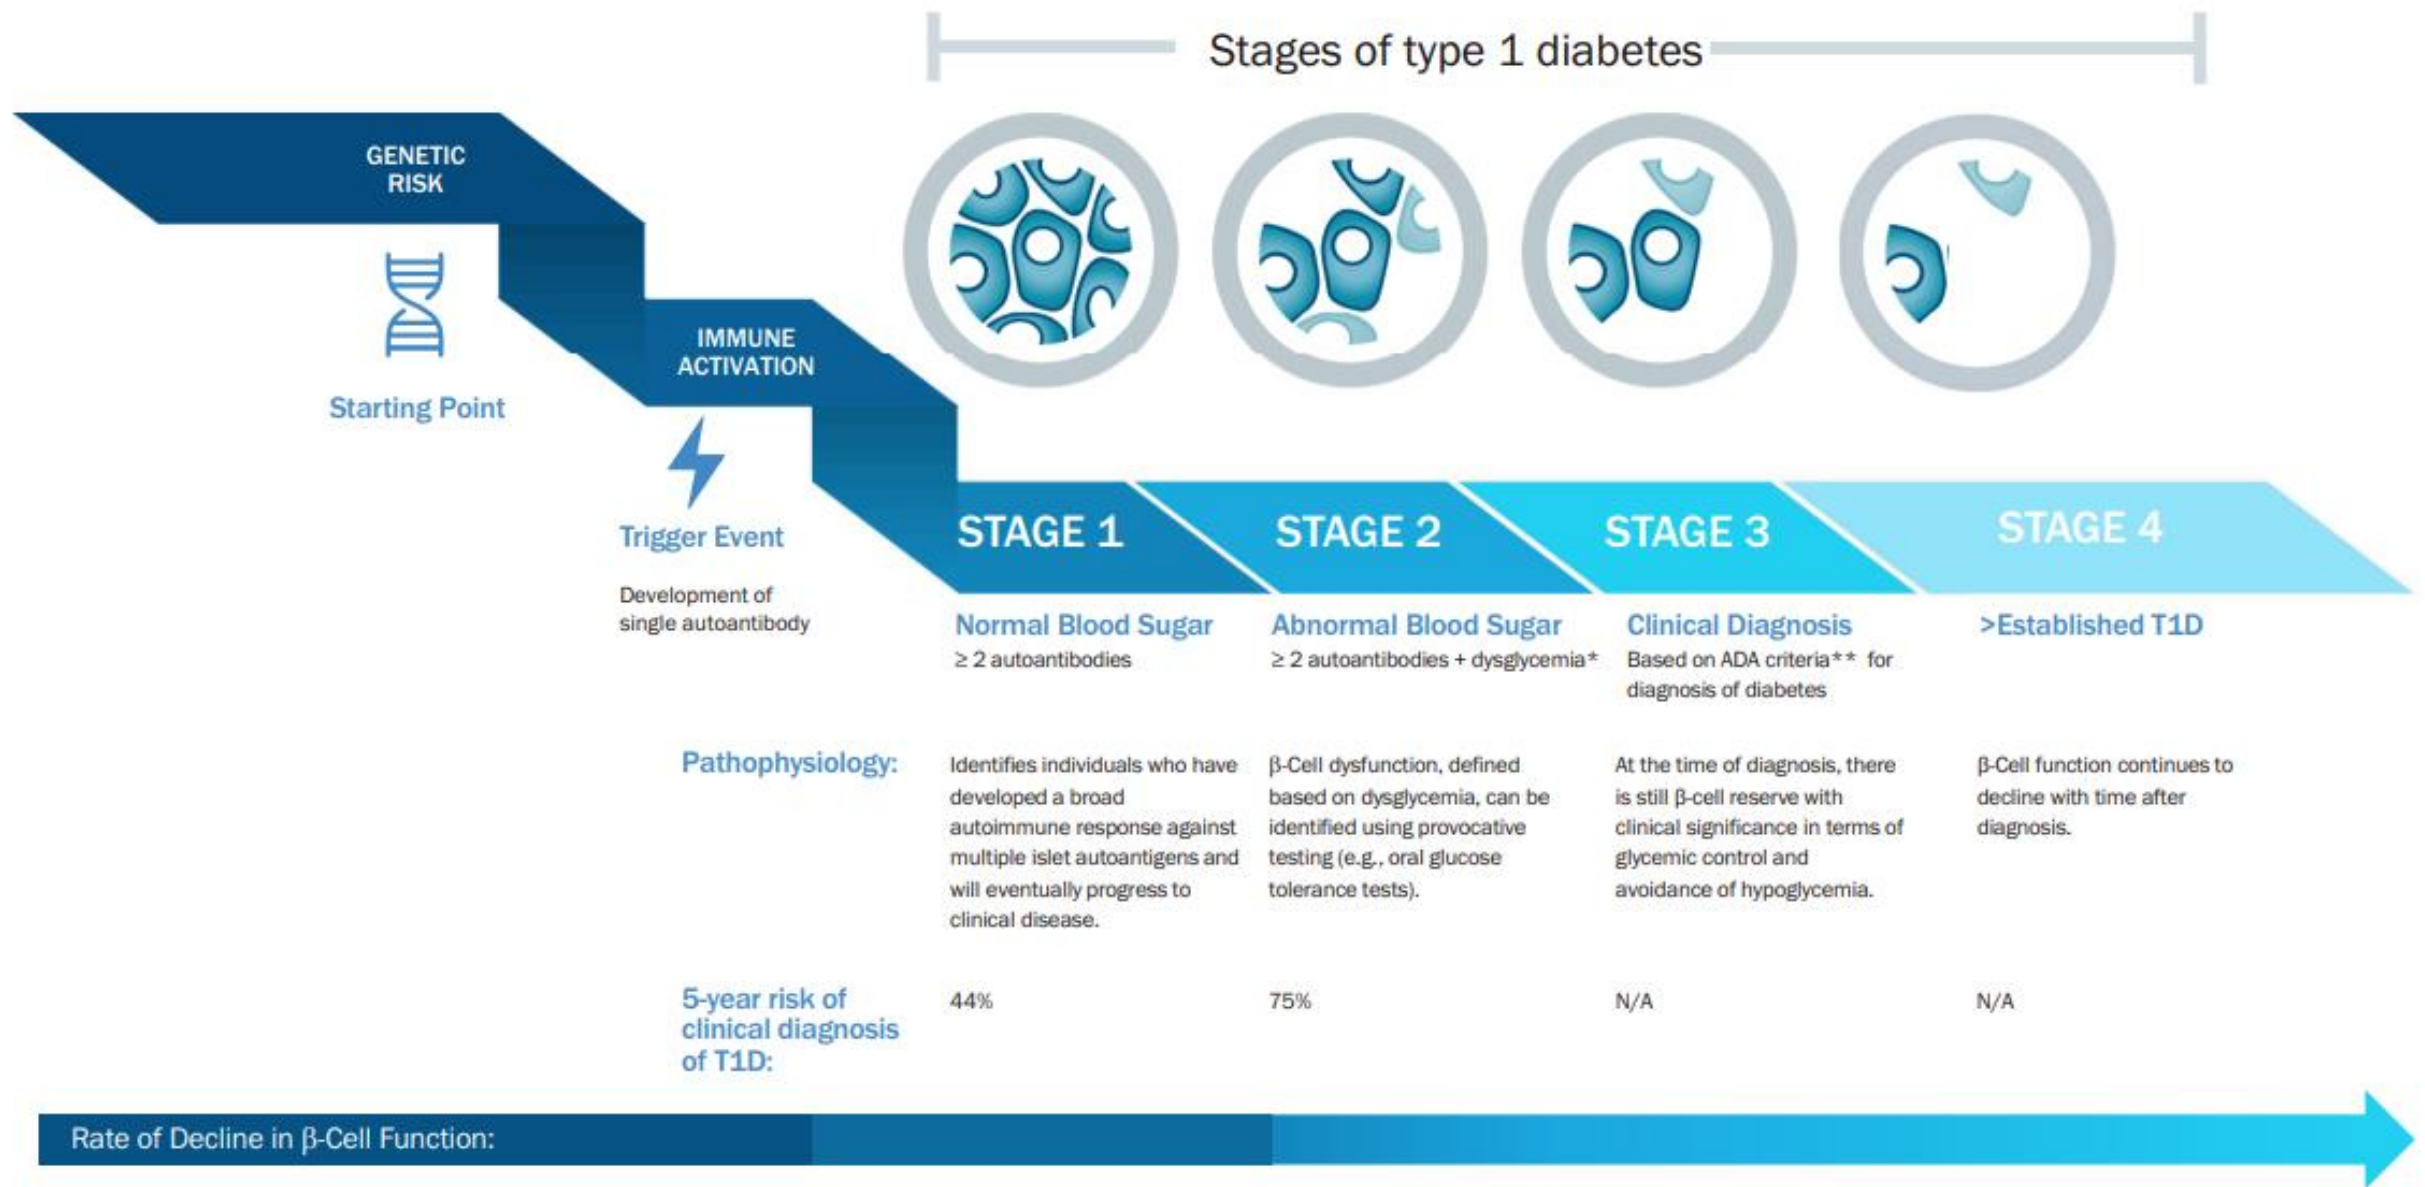 Stages of type 1 diabetes
GENETIC
RISK
Starting Point
IMMUNE
ACTIVATION
Trigger Event
Development of
single autoantibody
STAGE 1
STAGE 2
STAGE 3
STAGE 4
Normal Blood Sugar
≥ 2 autoantibodies
Abnormal Blood Sugar
≥ 2 autoantibodies + dysglycemia*
Clinical Diagnosis
Based on ADA criteria** for
diagnosis of diabetes
>Established T1D
Pathophysiology:
Identifies individuals who have
developed a broad
autoimmune response against
multiple islet autoantigens and
will eventually progress to
clinical disease.
β-Cell dysfunction, defined
based on dysglycemia, can be
identified using provocative
testing (e.g., oral glucose
tolerance tests).
At the time of diagnosis, there
is still β-cell reserve with
clinical significance in terms of
glycemic control and
avoidance of hypoglycemia.
β-Cell function continues to
decline with time after
diagnosis.
5-year risk of
clinical diagnosis
of T1D:
44%
75%
N/A
N/A
Rate of Decline in β-Cell Function: